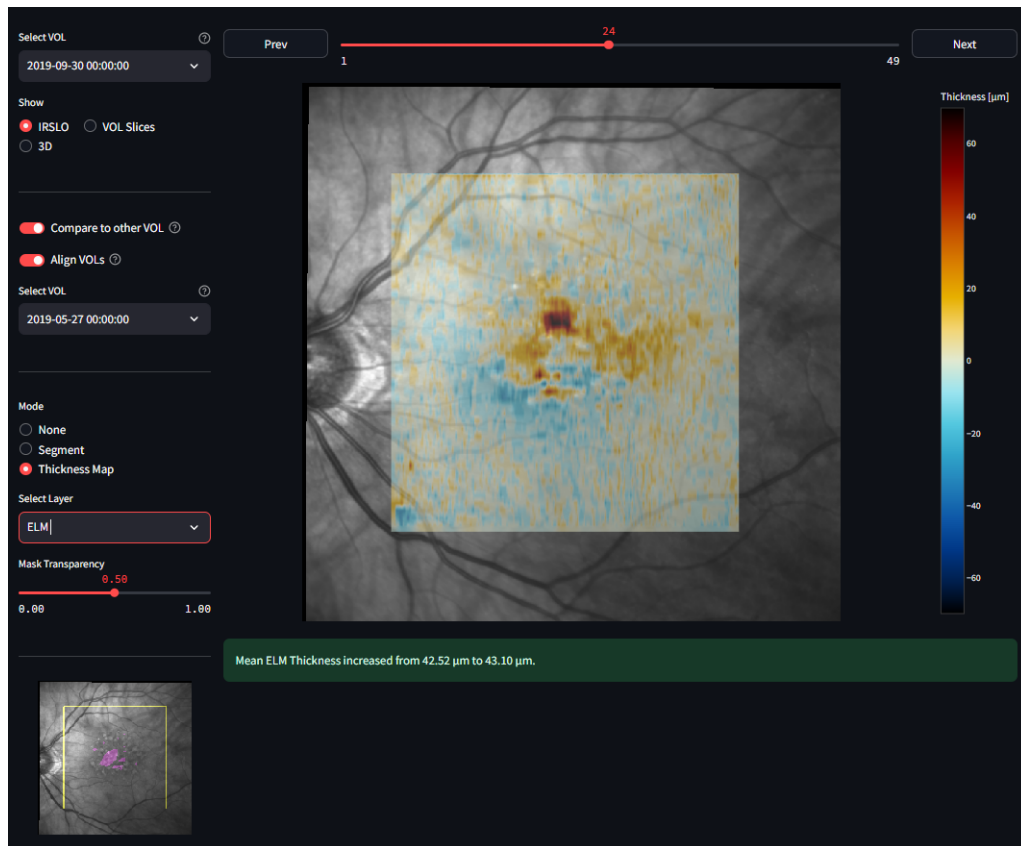 Select VOL
2019-09-30 00:00:00
Show
IRSLO
VOL Slices
3D
Compare to other VOL
Align VOLs
Select VOL
2019-05-27 00:00:00
Mode
None
Segment
Thickness Map
Select Layer
ELM
Mask Transparency
0.50
0.00 1.00
Prev
24
1 49
Next
Thickness [μm]
60
40
20
0
−20
−40
−60
Mean ELM Thickness increased from 42.52 μm to 43.10 μm.